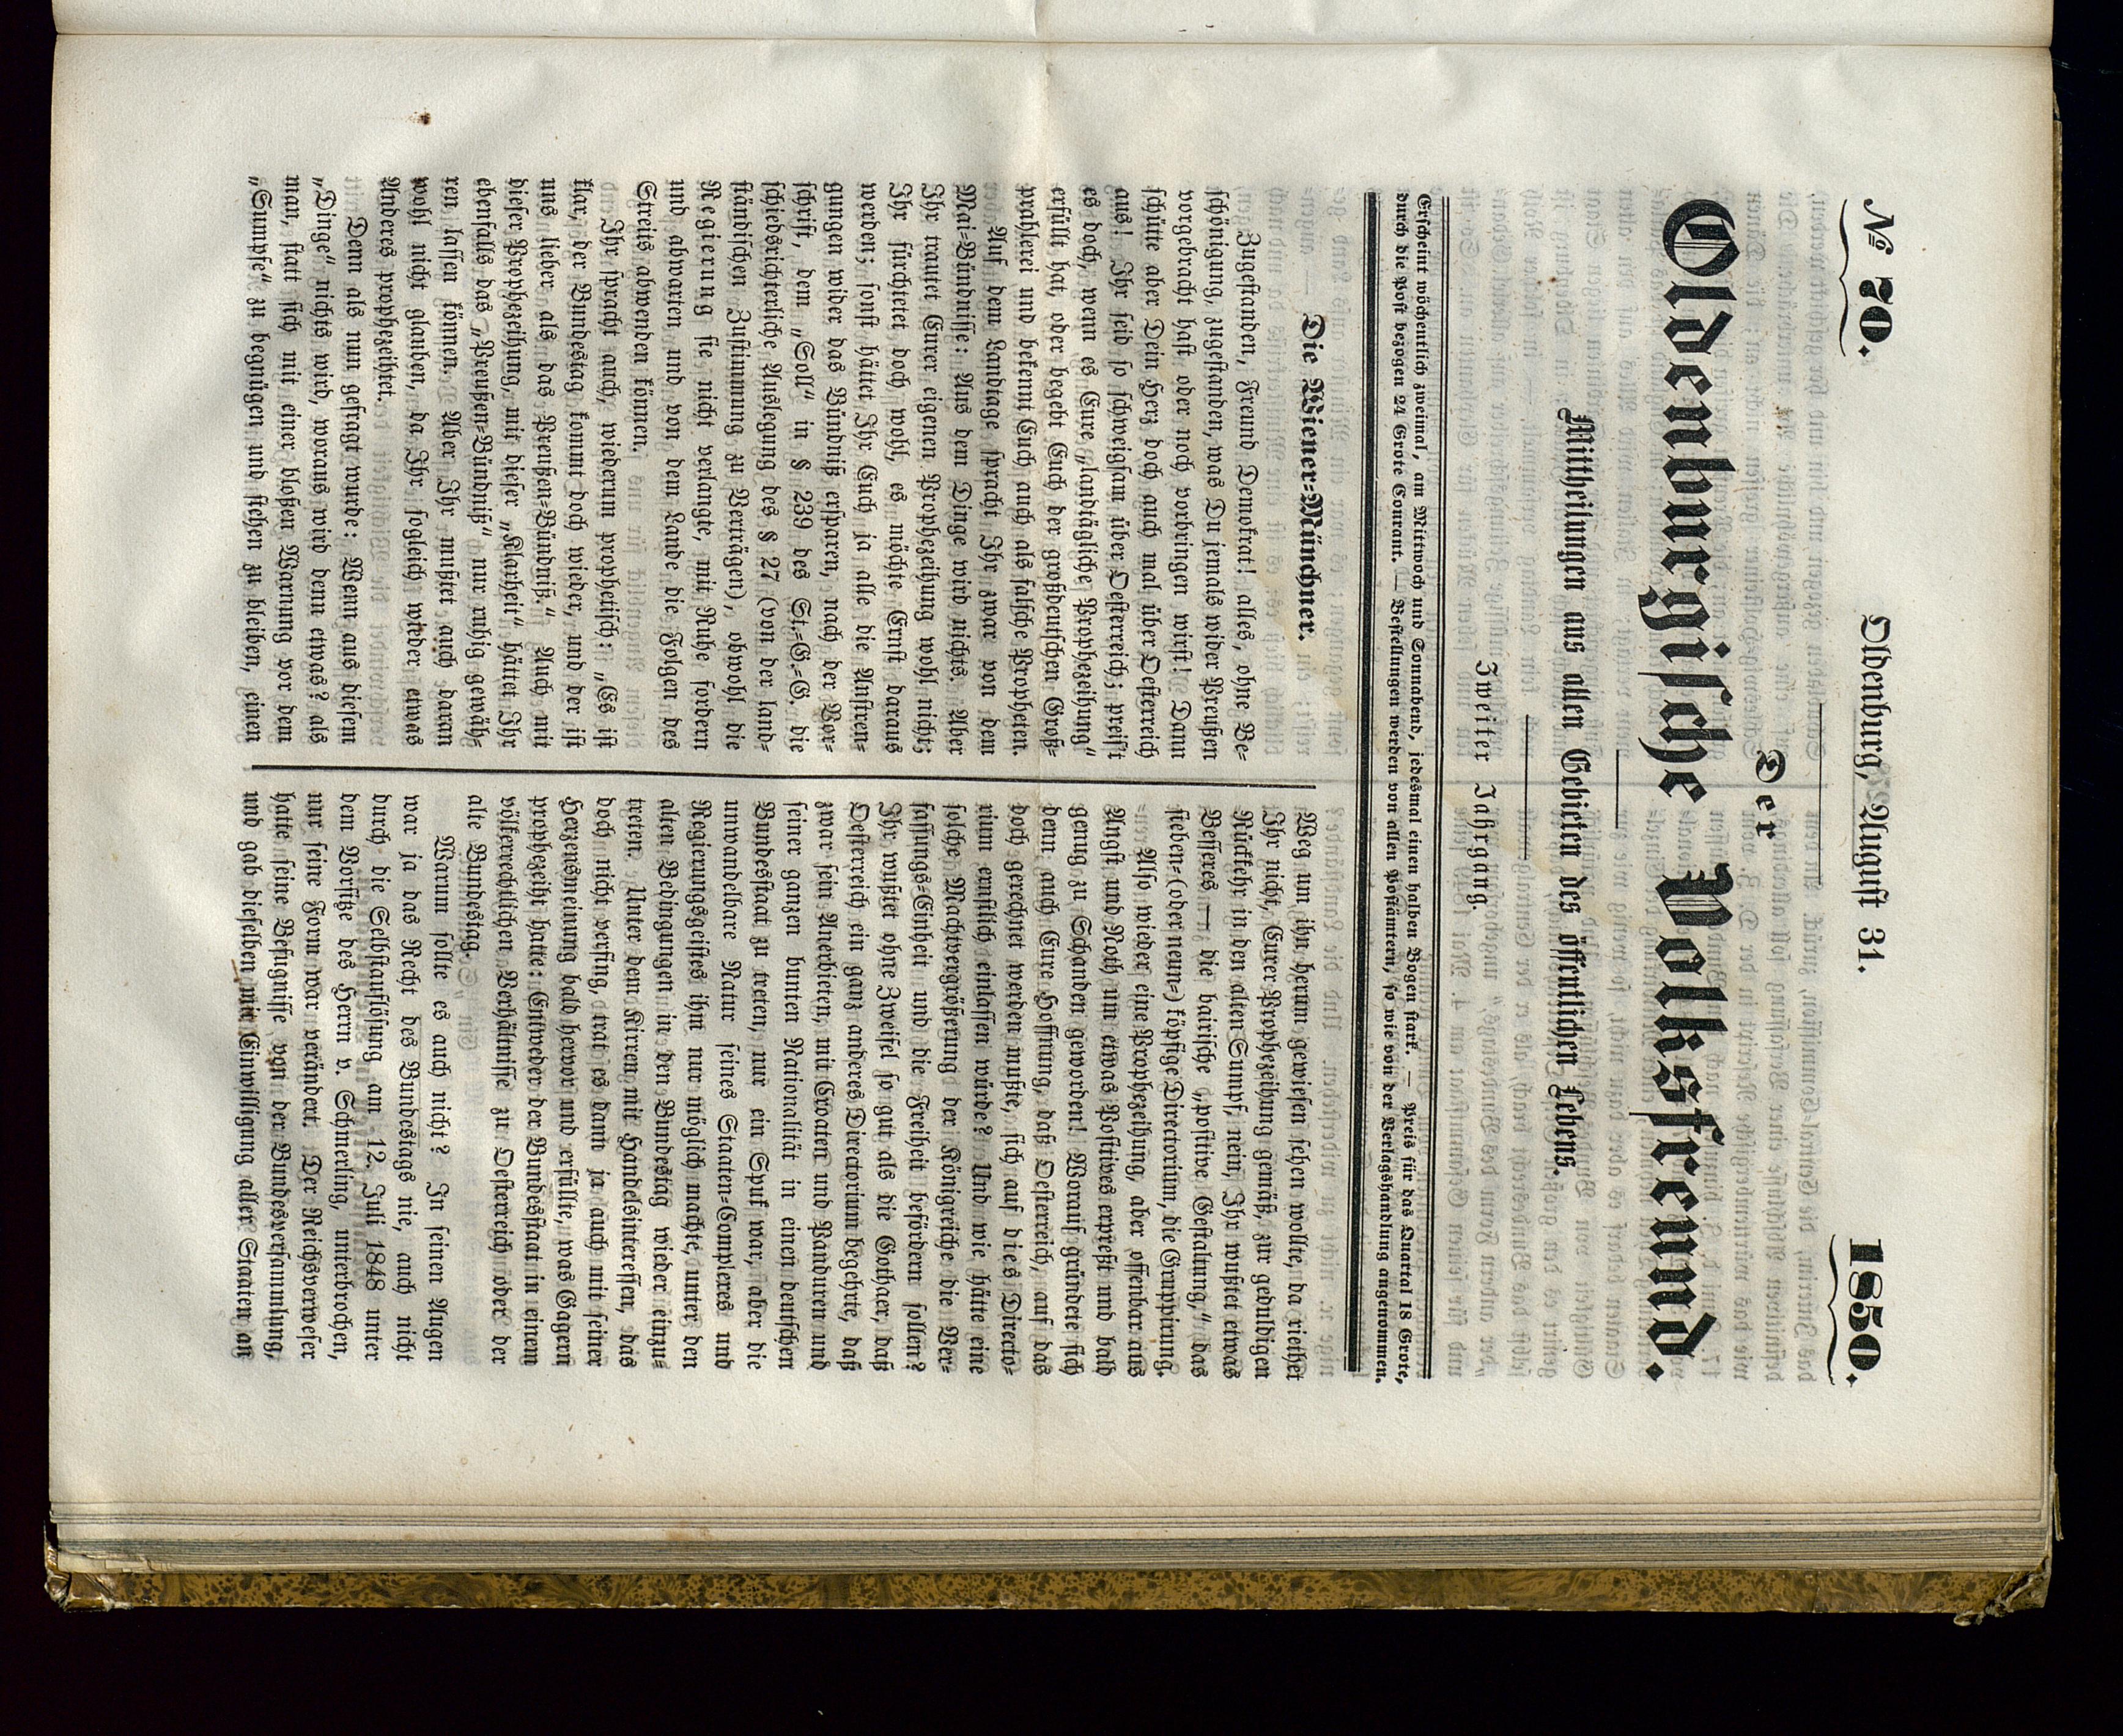 № 70.
Oldenburg, August 31.
1850.
Der
Oldenburgische Volksfreund.
Mittheilungen aus allen Gebieten des öffentlichen Lebens.
Zweiter Jahrgang.
Erscheint wöchentlich zweimal, am Mittwoch und Sonnabend, jedesmal einen halben Bogen stark. — Preis für das Quartal 18 Grote,
durch die Post bezogen 24 Grote Courant. — Bestellungen werden von allen Postämtern, so wie von der Verlagshandlung angenommen.
Die Wiener-Münchner.
Zugestanden, Freund Demokrat! alles, ohne Be-
schönigung, zugestanden, was Du jemals wider Preußen
vorgebracht hast oder noch vorbringen wirst! Dann
schütte aber Dein Herz doch auch mal über Oesterreich
aus! Ihr seid so schweigsam über Oesterreich; preis't
es doch, wenn es Eure „landtägliche Prophezeihung“
erfüllt hat, oder begebt Euch der großdeutschen Groß-
prahlerei und bekennt Euch auch als falsche Propheten.
Auf dem Landtage spracht Ihr zwar von dem
Mai-Bündnisse: Aus dem Dinge wird nichts. Aber
Ihr trautet Eurer eigenen Prophezeihung wohl nicht;
Ihr fürchtetet doch wohl, es möchte Ernst daraus
werden; sonst hättet Ihr Euch ja alle die Anstren-
gungen wider das Bündniß ersparen, nach der Vor-
schrift, dem „Soll“ in § 239 des St.-G.-G. die
schiedsrichterliche Auslegung des § 27 (von der land-
ständischen Zustimmung zu Verträgen), obwohl die
Regierung sie nicht verlangte, mit Ruhe fordern
und abwarten und von dem Lande die Folgen des
Streits abwenden können.
Ihr spracht auch, wiederum prophetisch: „Es ist
klar, der Bundestag kommt doch wieder, und der ist
uns lieber als das Preußen-Bündniß.“ Auch mit
dieser Prophezeihung, mit dieser „Klarheit“ hättet Ihr
ebenfalls das „Preußen-Bündniß“ nur ruhig gewäh-
ren lassen können. Aber Ihr mußtet auch daran
wohl nicht glauben, da Ihr sogleich wieder etwas
Anderes prophezeihtet.
Denn als nun gefragt wurde: Wenn aus diesem
„Dinge“ nichts wird, woraus wird denn etwas? als
man, statt sich mit einer bloßen Warnung vor dem
„Sumpfe“ zu begnügen und stehen zu bleiben, einen
Weg um ihn herum gewiesen sehen wollte, da riethet
Ihr nicht, Eurer Prophezeihung gemäß, zur geduldigen
Rückkehr in den alten Sumpf, nein, Ihr wußtet etwas
Besseres — die bairische „positive Gestaltung,“ das
sieben-(oder neun-) köpfige Directorium, die Gruppirung.
Also wieder eine Prophezeihung, aber offenbar aus
Angst und Noth um etwas Positives erpreßt und bald
genug zu Schanden geworden! Worauf gründete sich
denn auch Eure Hoffnung, daß Oesterreich, auf das
doch gerechnet werden mußte, sich auf dies Directo-
rium ernstlich einlassen würde? Und wie hätte eine
solche Machtvergrößerung der Königreiche die Ver-
fassungs-Einheit und die Freiheit befördern sollen?
Ihr wußtet ohne Zweifel so gut als die Gothaer, daß
Oesterreich ein ganz anderes Directorium begehrte, daß
zwar sein Anerbieten, mit Croaten und Panduren und
seiner ganzen bunten Nationalität in einen deutschen
Bundesstaat zu treten, nur ein Spuk war, aber die
unwandelbare Natur seines Staaten-Complexes und
Regierungsgeistes ihm nur möglich machte, unter den
alten Bedingungen in den Bundestag wieder einzu-
treten. Unter dem Kirren mit Handelsinteressen, das
doch nicht verfing, trat es dann ja auch mit seiner
Herzensmeinung bald hervor und erfüllte, was Gagern
prophezeiht hatte: Entweder der Bundesstaat in einem
völkerrechtlichen Verhältnisse zu Oesterreich oder der
alte Bundestag.
Warum sollte es auch nicht? In seinen Augen
war ja das Recht des Bundestags nie, auch nicht
durch die Selbstauflösung am 12. Juli 1848 unter
dem Vorsitze des Herrn v. Schmerling, unterbrochen,
nur seine Form war verändert. Der Reichsverweser
hatte seine Befugnisse von der Bundesversammlung,
und gab dieselben mit Einwilligung aller Staaten an